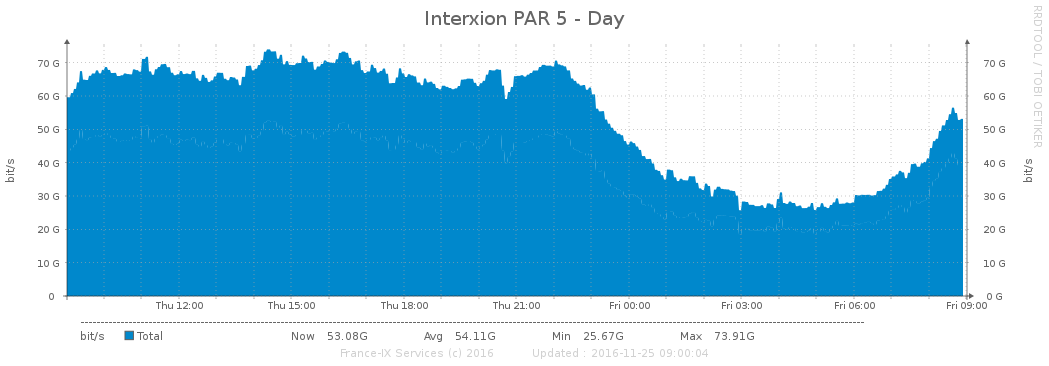 Interxion PAR 5 - Day
RRDTOOL / TOBI OETIKER
bit/s
70 G 70 G
60 G 60 G
50 G 50 G
40 G 40 G
30 G 30 G
20 G 20 G
10 G 10 G
0 0 G
bit/s
Thu 12:00 Thu 15:00 Thu 18:00 Thu 21:00 Fri 00:00 Fri 03:00 Fri 06:00 Fri 09:00
bit/s Total Now 53.08G Avg 54.11G Min 25.67G Max 73.91G
France-IX Services (c) 2016 Updated : 2016-11-25 09:00:04